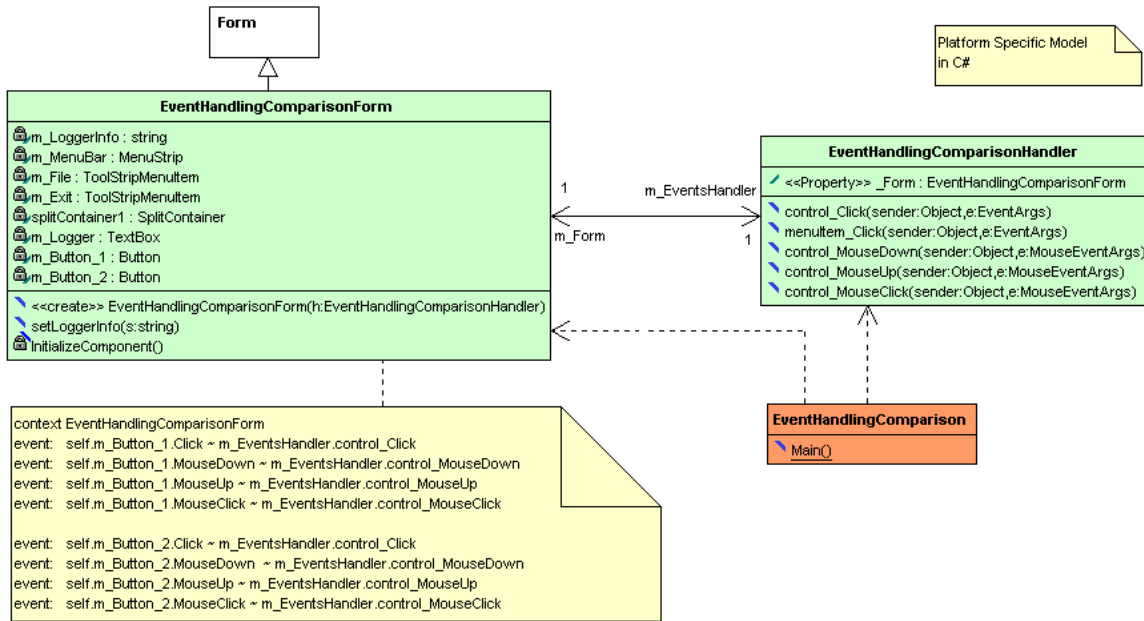 Form
Platform Specific Model
in C#
EventHandlingComparisonForm
m_LoggerInfo : string
m_MenuBar : MenuStrip
m_File : ToolStripMenuItem
m_Exit : ToolStripMenuItem
splitContainer1 : SplitContainer
m_Logger : TextBox
m_Button_1 : Button
m_Button_2 : Button
<<create>> EventHandlingComparisonForm(h:EventHandlingComparisonHandler)
setLoggerInfo(s:string)
InitializeComponent()
1
m_EventsHandler
m_Form
1
EventHandlingComparisonHandler
<<Property>> _Form : EventHandlingComparisonForm
control_Click(sender:Object,e:EventArgs)
menuItem_Click(sender:Object,e:EventArgs)
control_MouseDown(sender:Object,e:MouseEventArgs)
control_MouseUp(sender:Object,e:MouseEventArgs)
control_MouseClick(sender:Object,e:MouseEventArgs)
EventHandlingComparison
Main()
context EventHandlingComparisonForm
event: self.m_Button_1.Click ~ m_EventsHandler.control_Click
event: self.m_Button_1.MouseDown ~ m_EventsHandler.control_MouseDown
event: self.m_Button_1.MouseUp ~ m_EventsHandler.control_MouseUp
event: self.m_Button_1.MouseClick ~ m_EventsHandler.control_MouseClick
event: self.m_Button_2.Click ~ m_EventsHandler.control_Click
event: self.m_Button_2.MouseDown ~ m_EventsHandler.control_MouseDown
event: self.m_Button_2.MouseUp ~ m_EventsHandler.control_MouseUp
event: self.m_Button_2.MouseClick ~ m_EventsHandler.control_MouseClick